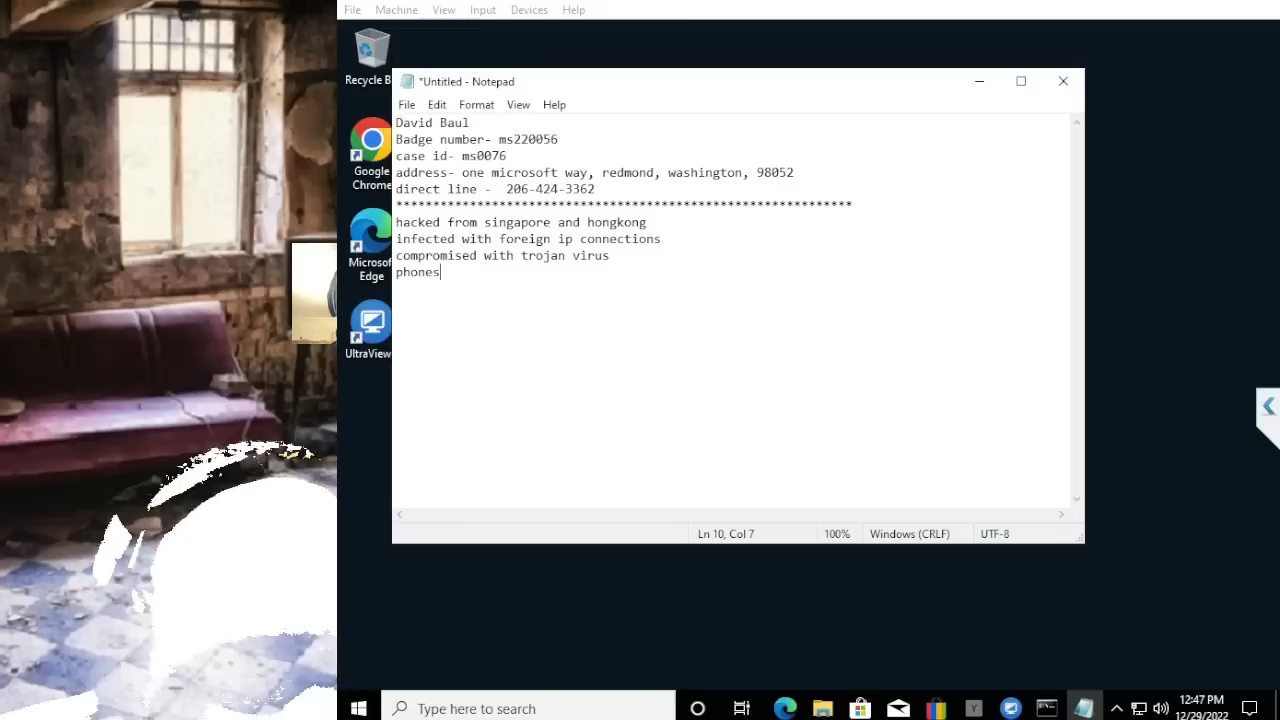 File Machine View Input Devices Help
Recycle B
*Untitled - Notepad
File Edit Format View Help
David Baul
Badge number- ms220056
case id- ms0076
address- one microsoft way, redmond, washington, 98052
direct line -  206-424-3362
**************************************************************
hacked from singapore and hongkong
infected with foreign ip connections
compromised with trojan virus
phones
Google
Chrome
Microsof
Edge
UltraView
Ln 10, Col 7 100% Windows (CRLF) UTF-8
Type here to search
12:47 PM
12/29/2022